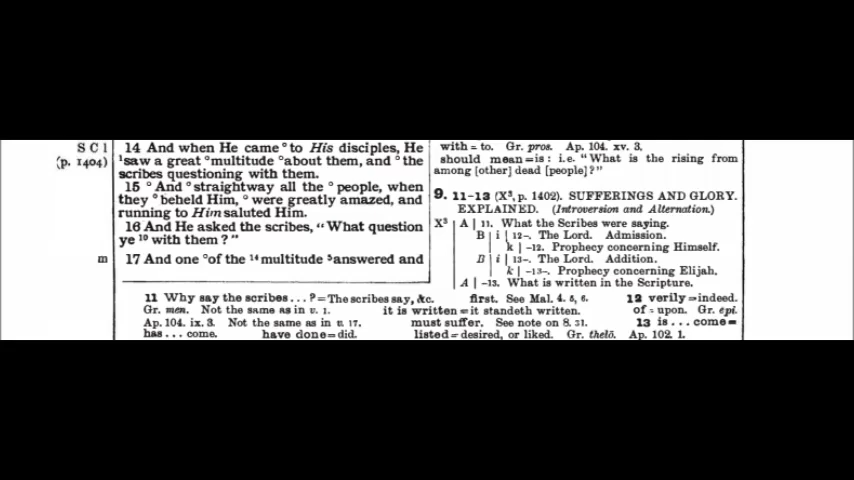 S C l
(p. 1404)
14 And when He came °to His disciples, He
¹saw a great °multitude °about them, and °the
scribes questioning with them.
15 °And °straightway all the °people, when
they °beheld Him, °were greatly amazed, and
running to Him saluted Him.
16 And He asked the scribes, "What question
ye ¹⁰ with them?"
m
17 And one °of the ¹⁴ multitude ⁵answered and
with = to. Gr. pros. Ap. 104. xv. 3.
should mean = is : i.e. "What is the rising from
among [other] dead [people]?"
9. 11-13 (X³, p. 1402). SUFFERINGS AND GLORY.
EXPLAINED. (Introversion and Alternation.)
X³ | A | 11. What the Scribes were saying.
B | i | 12-. The Lord. Admission.
k | -12. Prophecy concerning Himself.
B | i | 13-. The Lord. Addition.
k | -13-. Prophecy concerning Elijah.
A | -13. What is written in the Scripture.
11 Why say the scribes . . . ? = The scribes say, &c.
Gr. men. Not the same as in v. 1.
Ap. 104. ix. 3. Not the same as in v. 17.
has . . . come. have done = did.
first. See Mal. 4. 5, 6.
it is written = it standeth written.
must suffer. See note on 8. 31.
listed = desired, or liked. Gr. thelō. Ap. 102. 1.
12 verily = indeed.
of = upon. Gr. epi.
13 is . . . come =